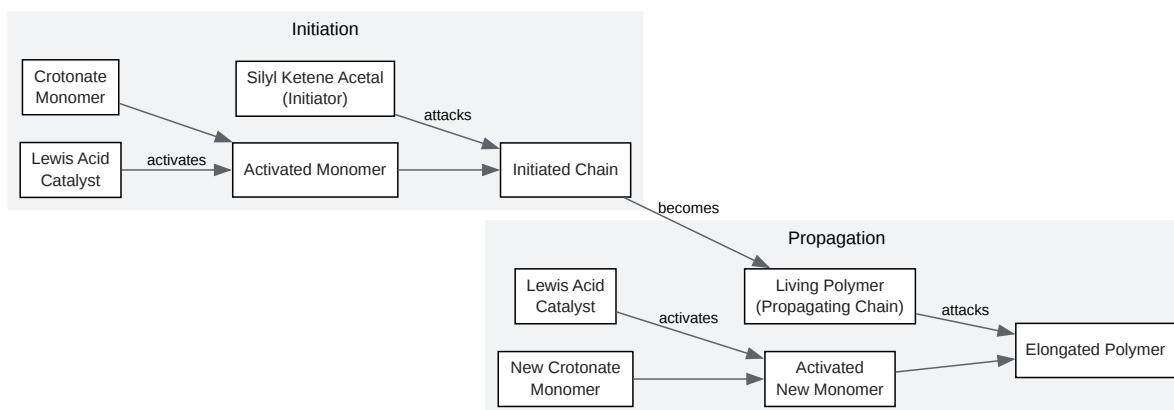 Initiation
Crotonate
Monomer
Silyl Ketene Acetal
(Initiator)
attacks
Lewis Acid
Catalyst
activates
Activated Monomer
Initiated Chain
becomes
Propagation
Lewis Acid
Catalyst
Living Polymer
(Propagating Chain)
attacks
activates
Elongated Polymer
New Crotonate
Monomer
Activated
New Monomer